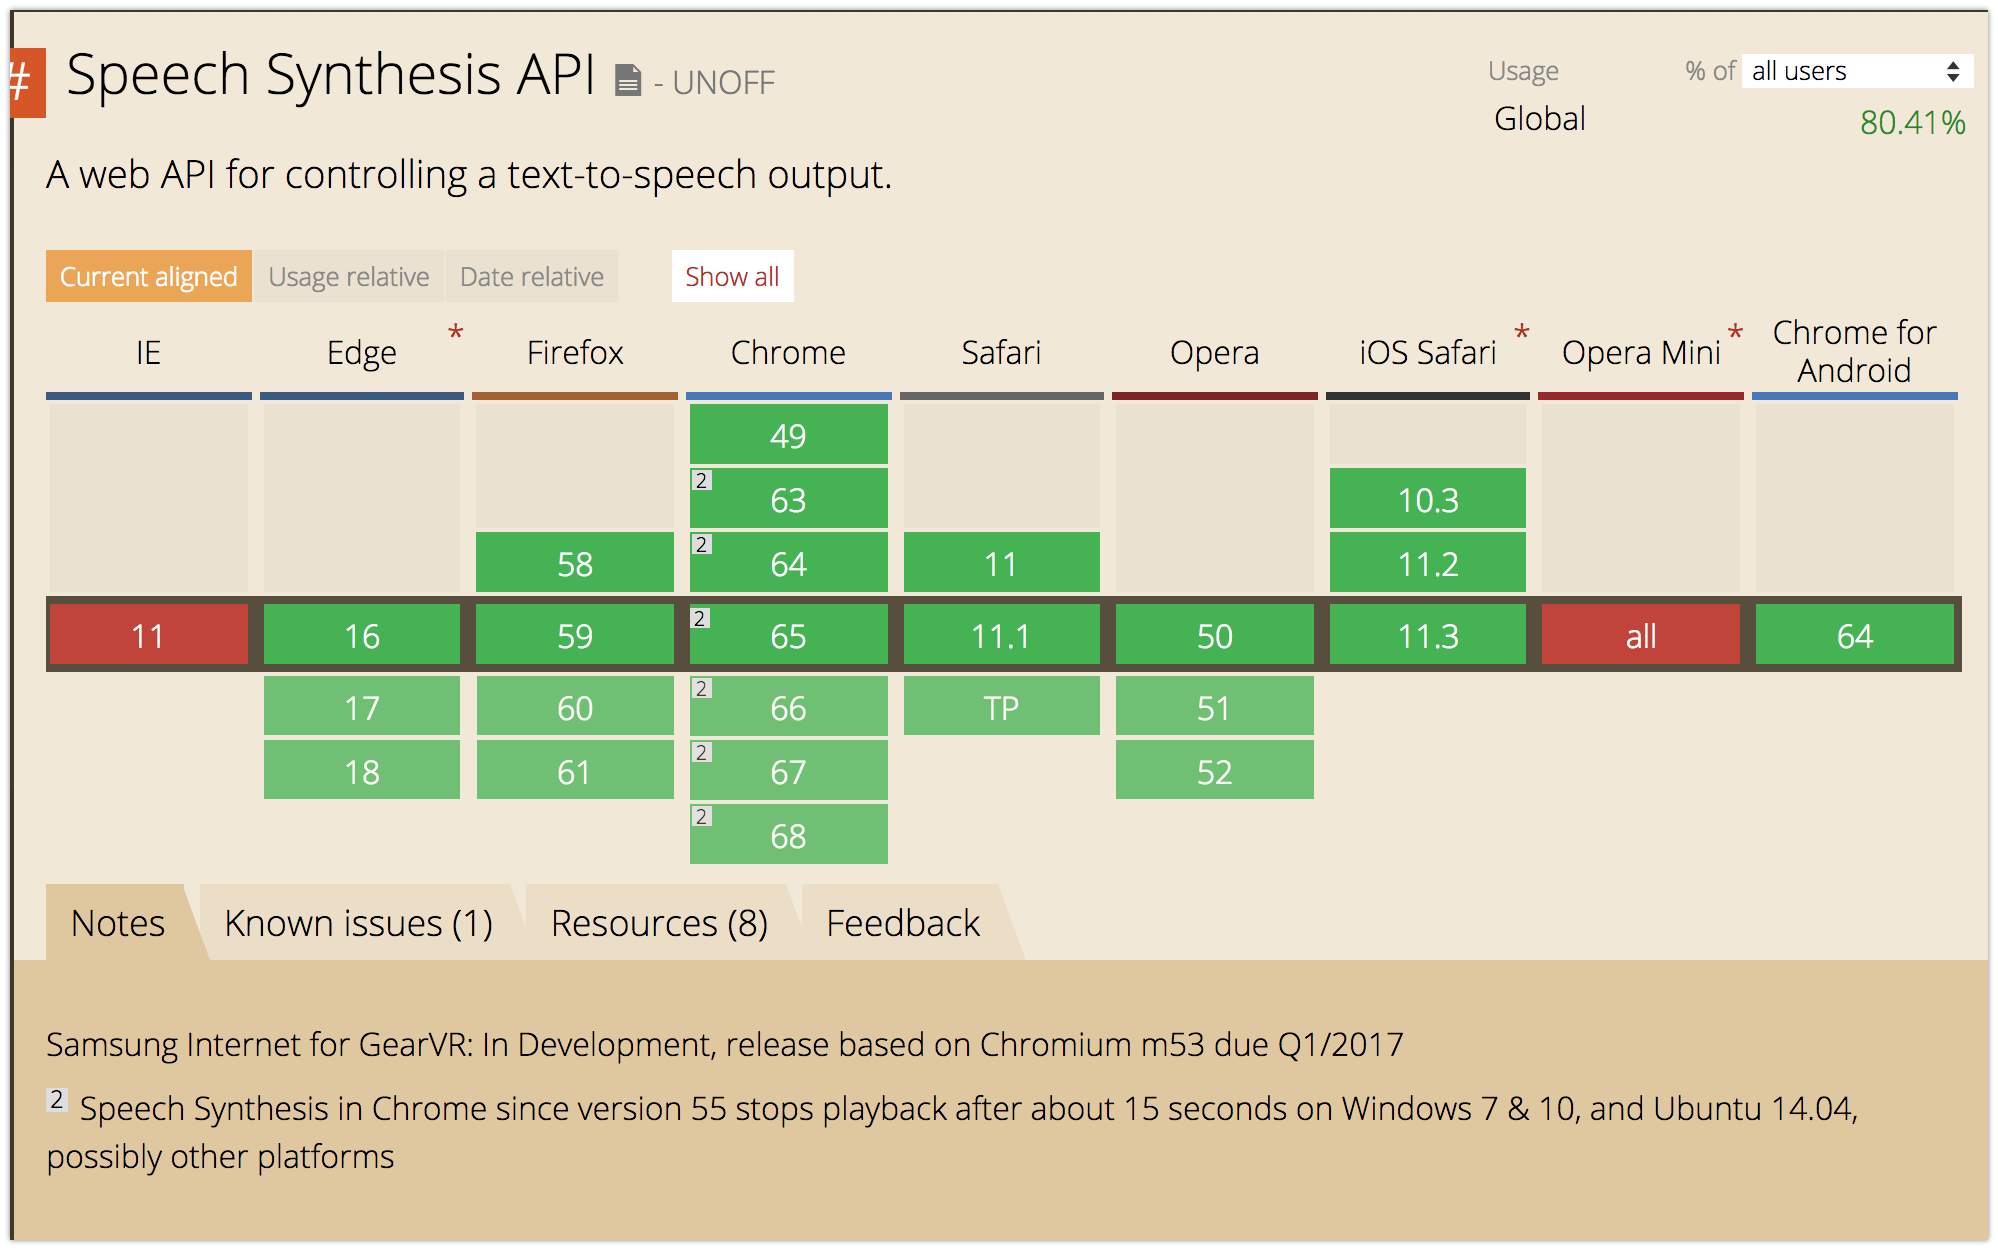 # Speech Synthesis API - UNOFF
Usage % of all users
Global 80.41%
A web API for controlling a text-to-speech output.
Current aligned Usage relative Date relative Show all
IE Edge * Firefox Chrome Safari Opera iOS Safari * Opera Mini * Chrome for Android
49
2 63 10.3
58 2 64 11 11.2
11 16 59 2 65 11.1 50 11.3 all 64
17 60 2 66 TP 51
18 61 2 67 52
2 68
Notes Known issues (1) Resources (8) Feedback
Samsung Internet for GearVR: In Development, release based on Chromium m53 due Q1/2017
2 Speech Synthesis in Chrome since version 55 stops playback after about 15 seconds on Windows 7 & 10, and Ubuntu 14.04,
possibly other platforms